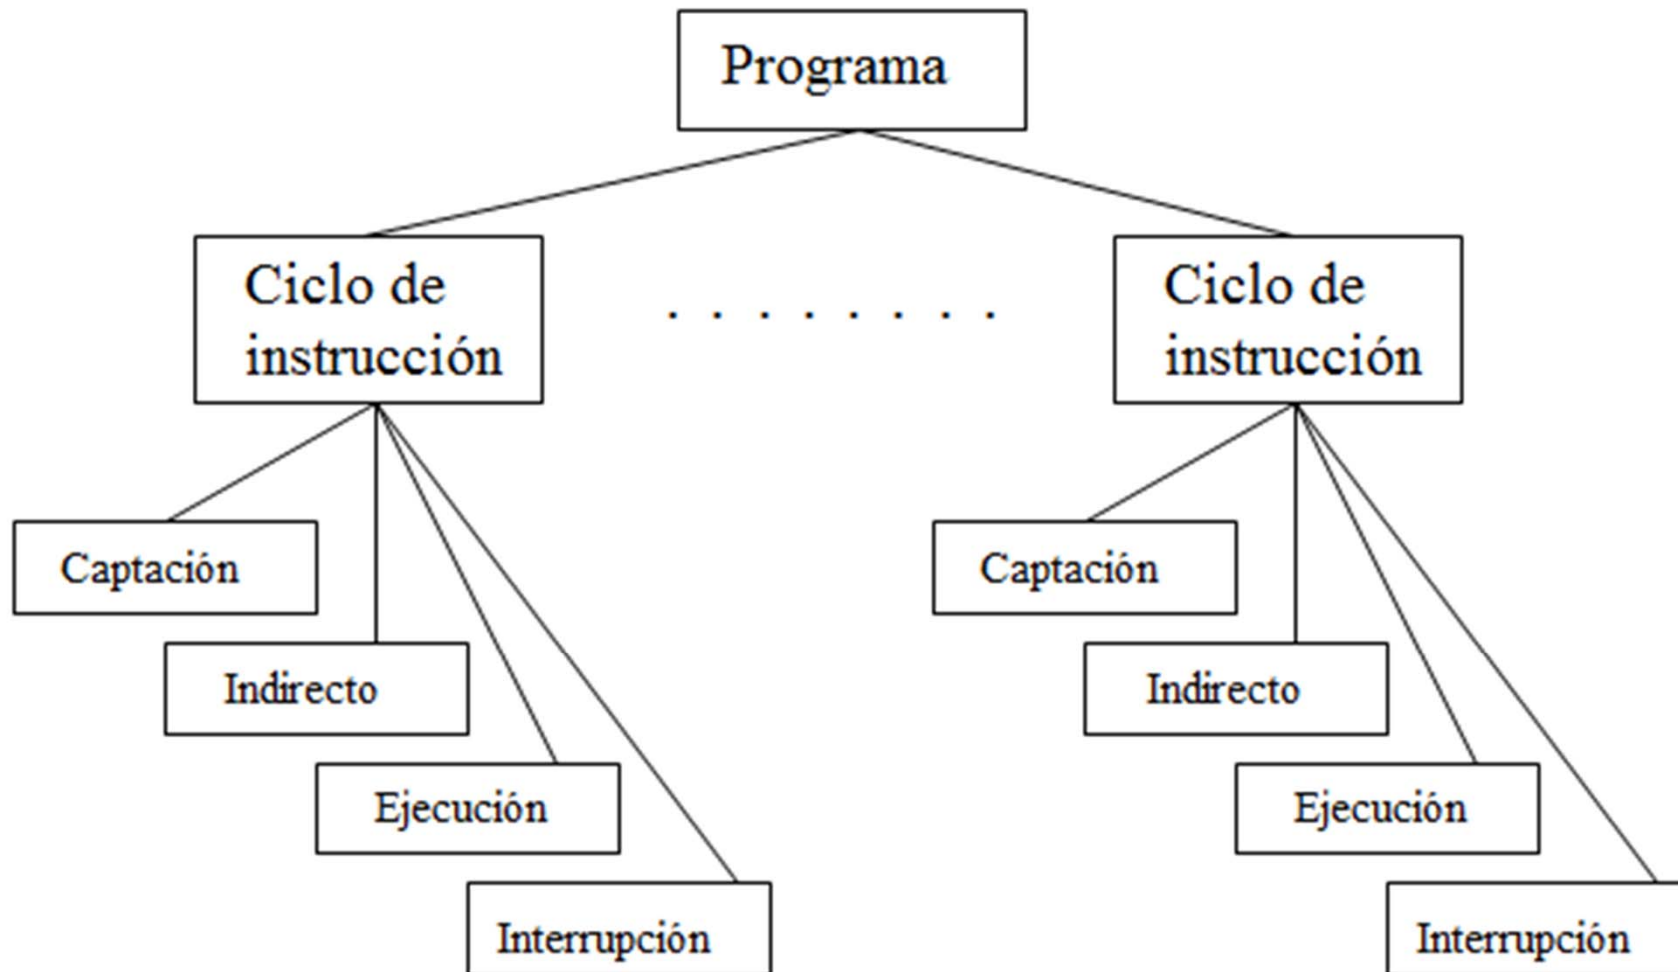 Programa
Ciclo de
instrucción
. . . . . . . .
Ciclo de
instrucción
Captación
Indirecto
Ejecución
Interrupción
Captación
Indirecto
Ejecución
Interrupción